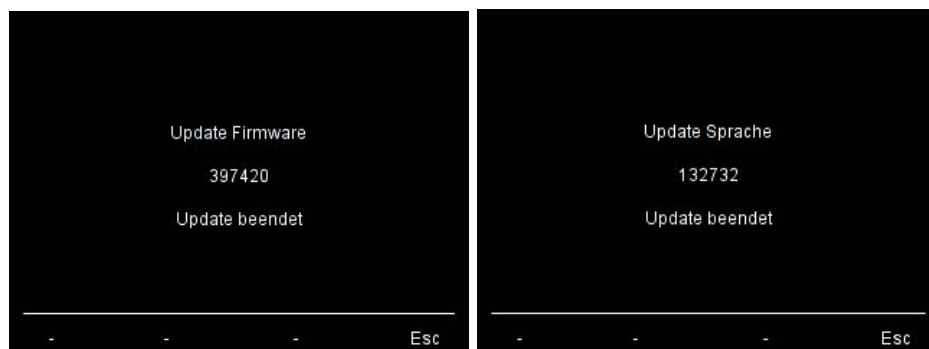 Update Firmware
397420
Update beendet
- - - Esc
Update Sprache
132732
Update beendet
- - - Esc